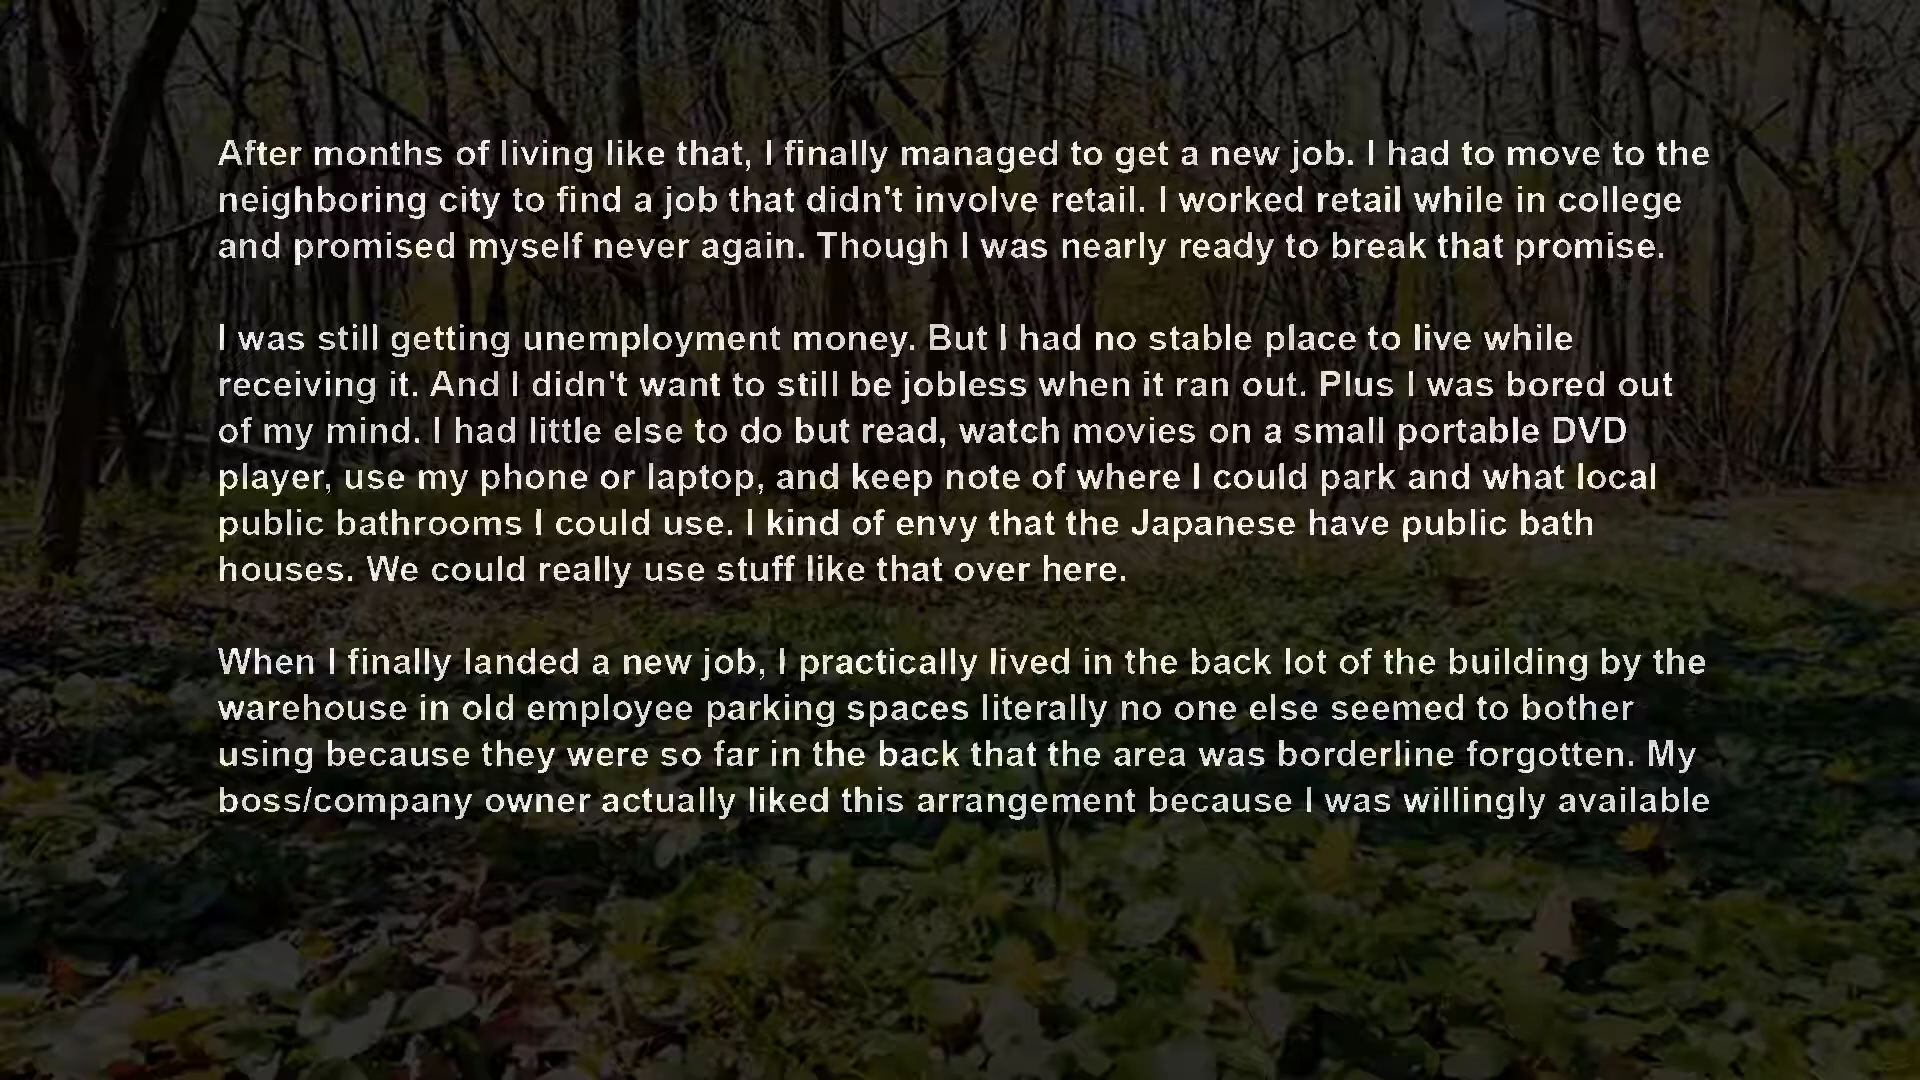 After months of living like that, I finally managed to get a new job. I had to move to the
neighboring city to find a job that didn't involve retail. I worked retail while in college
and promised myself never again. Though I was nearly ready to break that promise.
I was still getting unemployment money. But I had no stable place to live while
receiving it. And I didn't want to still be jobless when it ran out. Plus I was bored out
of my mind. I had little else to do but read, watch movies on a small portable DVD
player, use my phone or laptop, and keep note of where I could park and what local
public bathrooms I could use. I kind of envy that the Japanese have public bath
houses. We could really use stuff like that over here.
When I finally landed a new job, I practically lived in the back lot of the building by the
warehouse in old employee parking spaces literally no one else seemed to bother
using because they were so far in the back that the area was borderline forgotten. My
boss/company owner actually liked this arrangement because I was willingly available